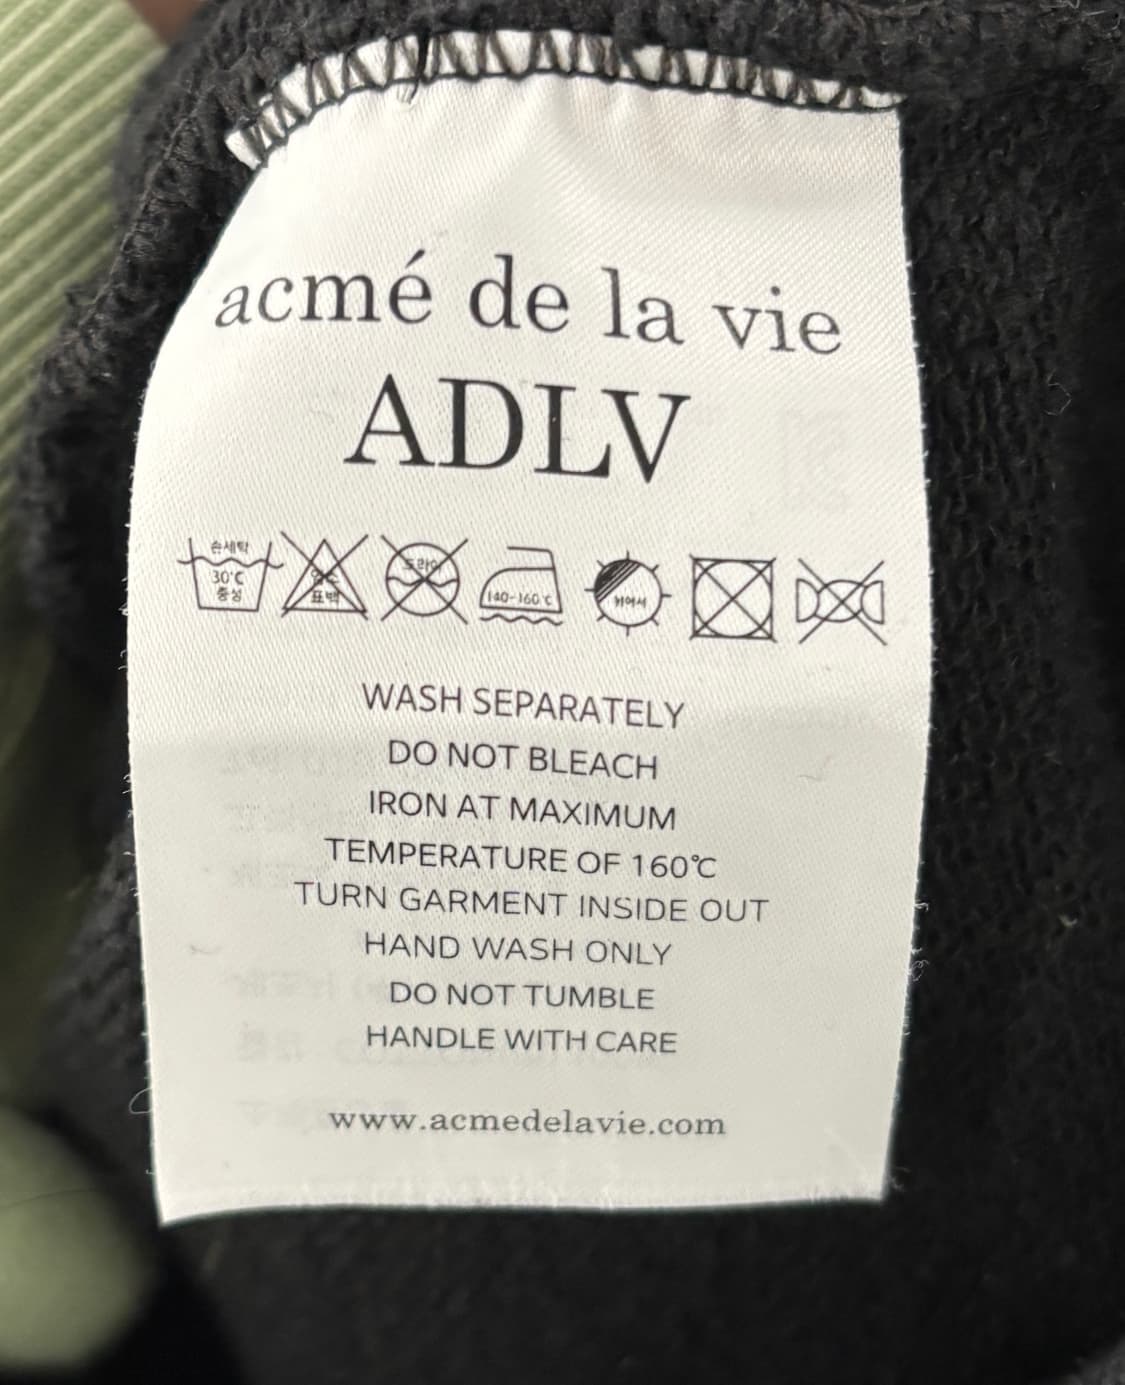 acmé de la vie
ADLV
손세탁
30°C
중성
염소
표백
드라이
140-160℃
뉘어서
WASH SEPARATELY
DO NOT BLEACH
IRON AT MAXIMUM
TEMPERATURE OF 160℃
TURN GARMENT INSIDE OUT
HAND WASH ONLY
DO NOT TUMBLE
HANDLE WITH CARE
www.acmedelavie.com